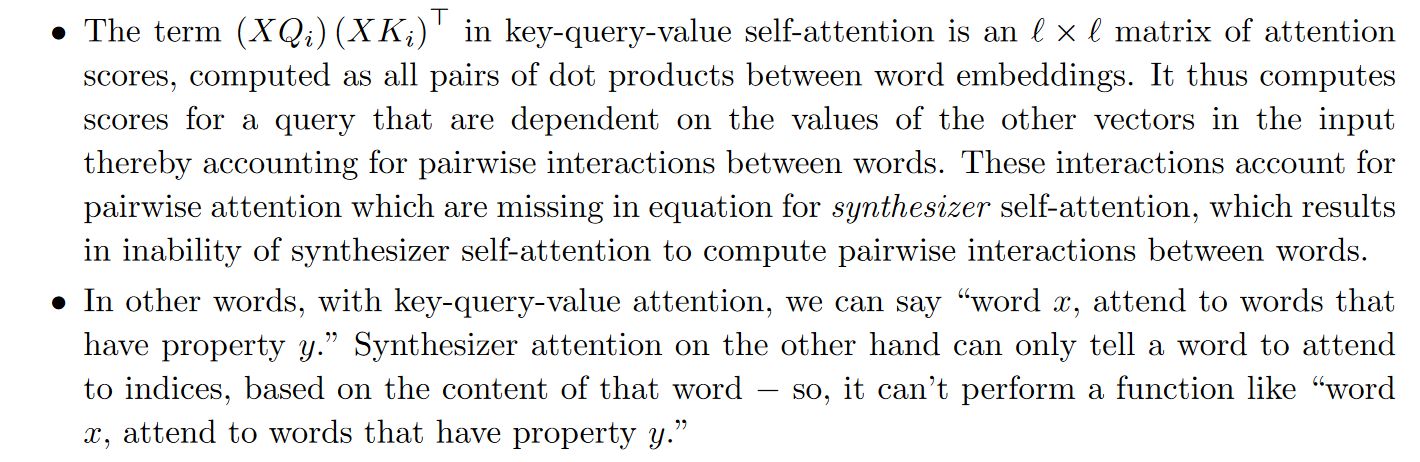 • The term (XQᵢ)(XKᵢ)⊤ in key-query-value self-attention is an ℓ × ℓ matrix of attention
scores, computed as all pairs of dot products between word embeddings. It thus computes
scores for a query that are dependent on the values of the other vectors in the input
thereby accounting for pairwise interactions between words. These interactions account for
pairwise attention which are missing in equation for synthesizer self-attention, which results
in inability of synthesizer self-attention to compute pairwise interactions between words.
• In other words, with key-query-value attention, we can say “word x, attend to words that
have property y.” Synthesizer attention on the other hand can only tell a word to attend
to indices, based on the content of that word – so, it can’t perform a function like “word
x, attend to words that have property y.”